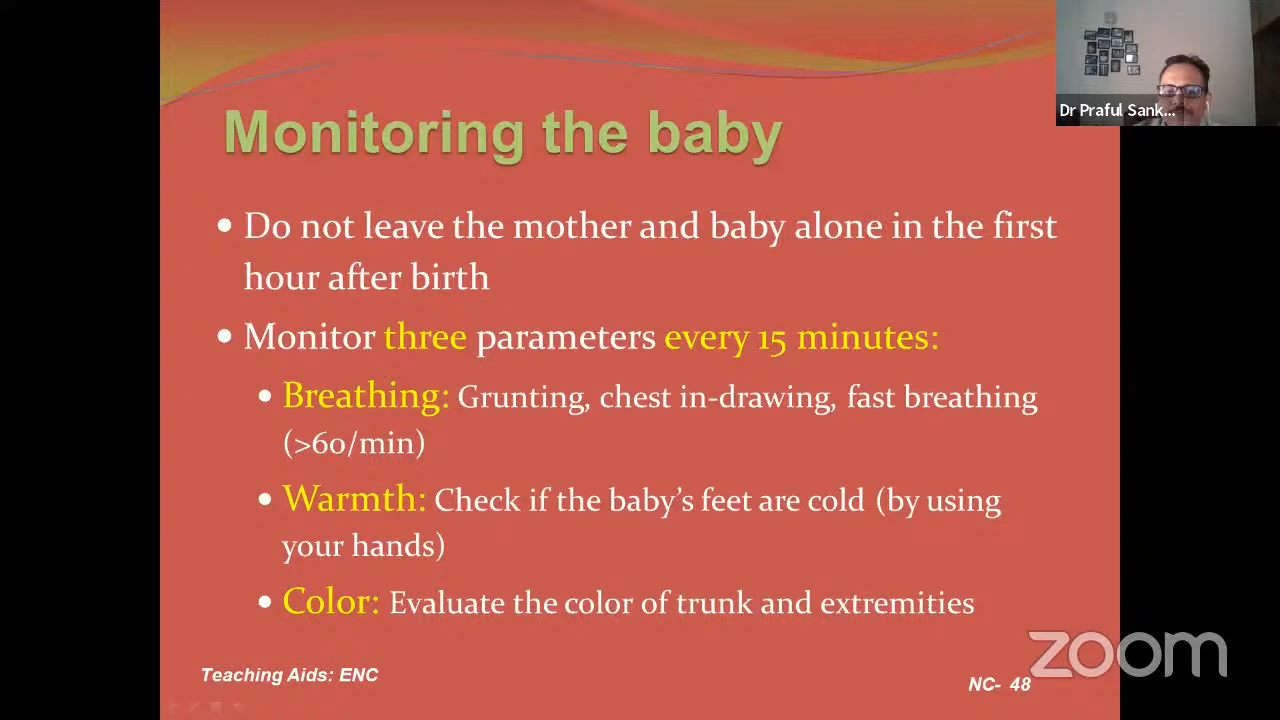 Monitoring the baby
Dr Praful Sank...
• Do not leave the mother and baby alone in the first
hour after birth
• Monitor three parameters every 15 minutes:
• Breathing: Grunting, chest in-drawing, fast breathing
(>60/min)
• Warmth: Check if the baby’s feet are cold (by using
your hands)
• Color: Evaluate the color of trunk and extremities
Teaching Aids: ENC
NC- 48
zoom